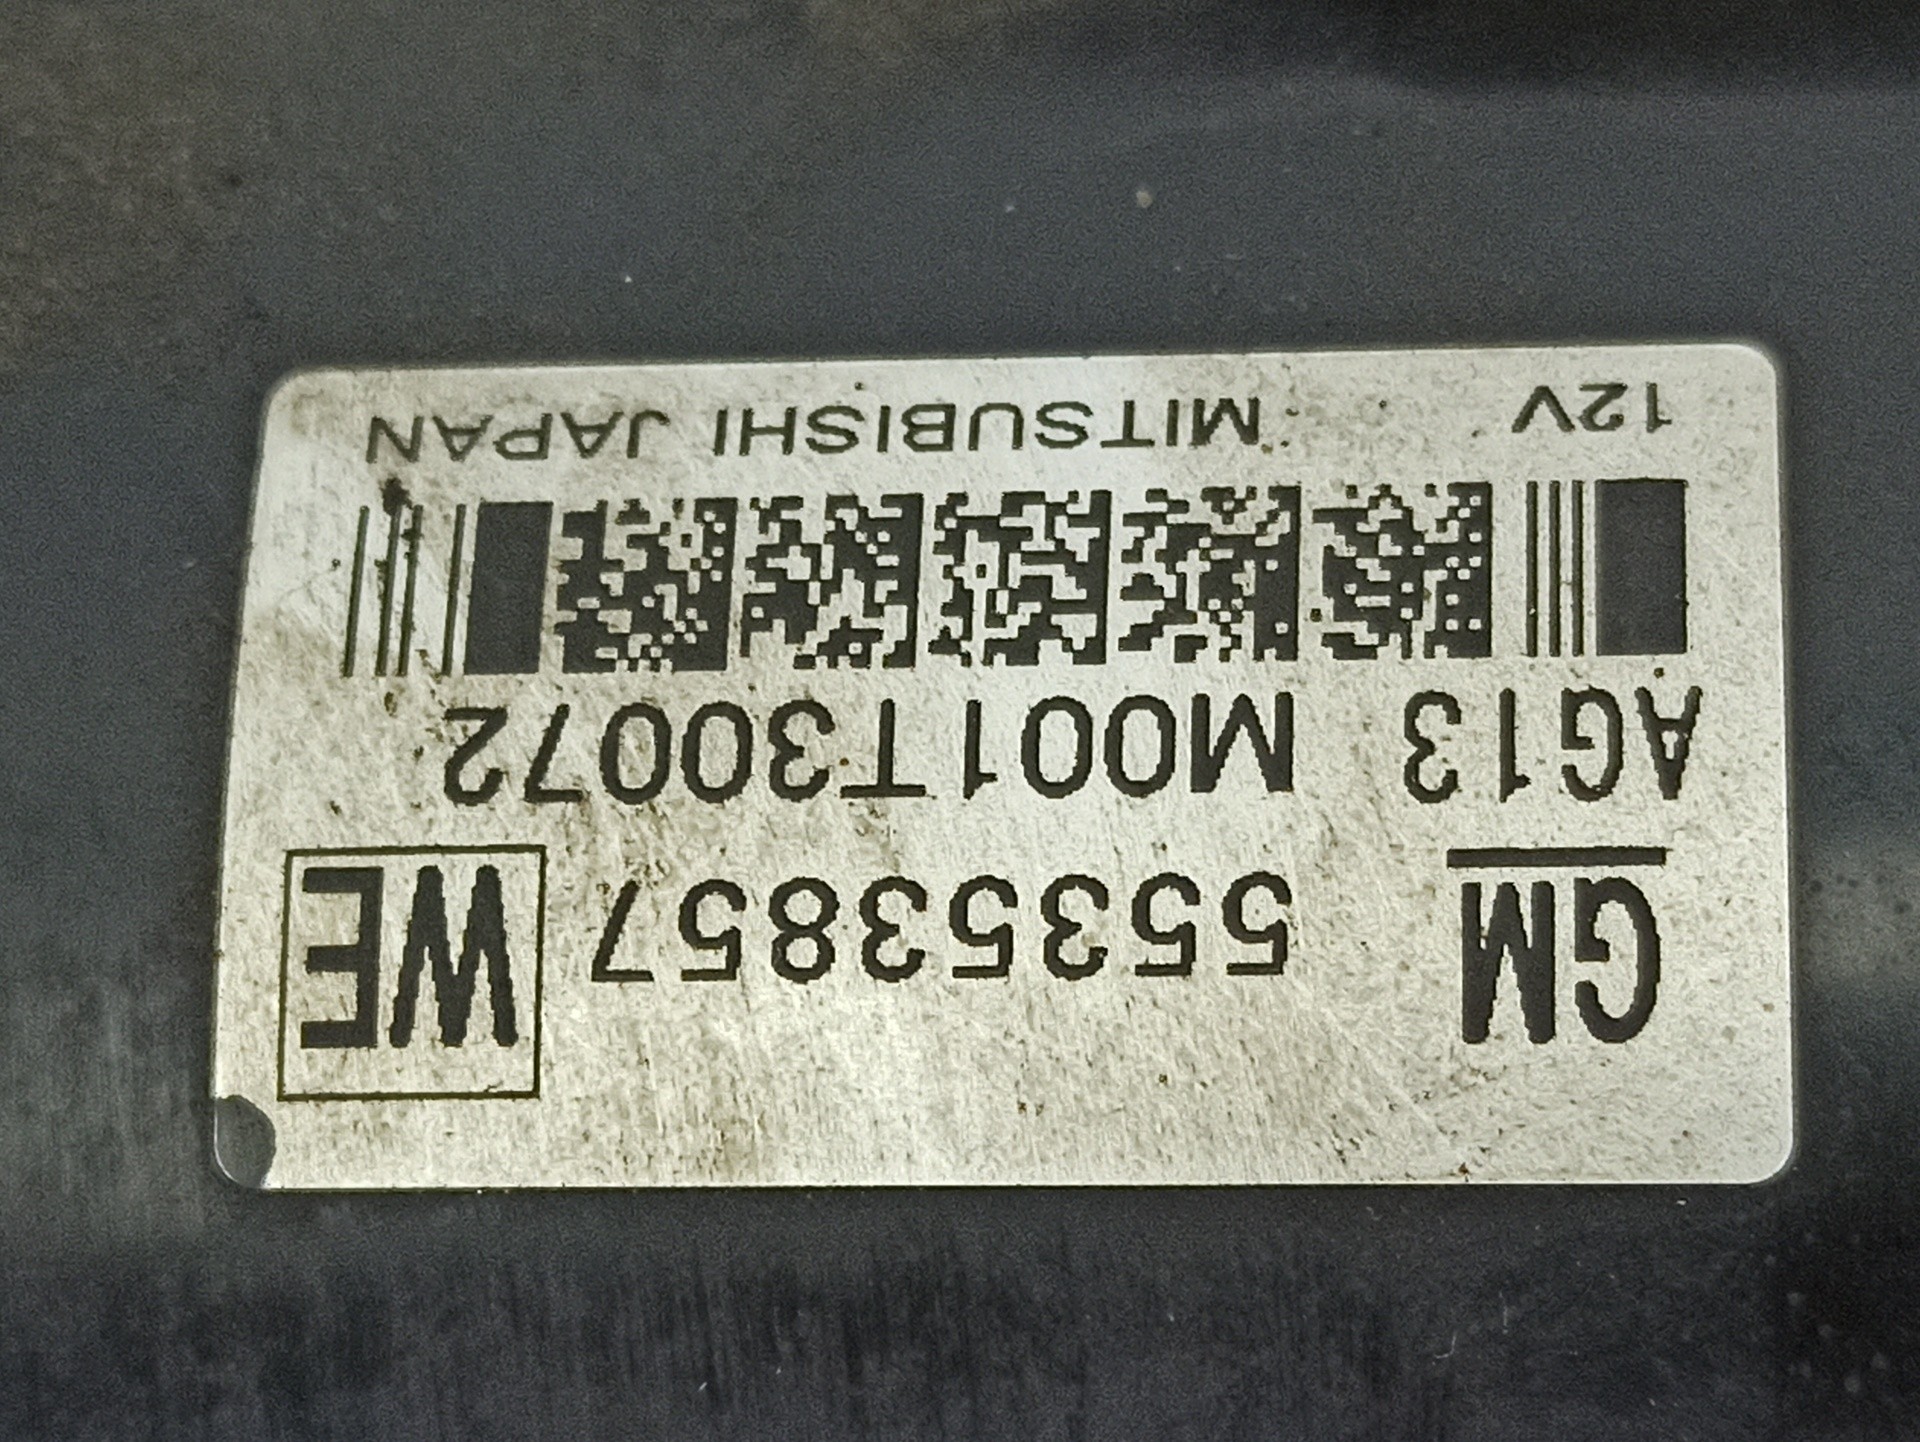 GM 55353857 WE
AG13 M001T30072
12V MITSUBISHI JAPAN